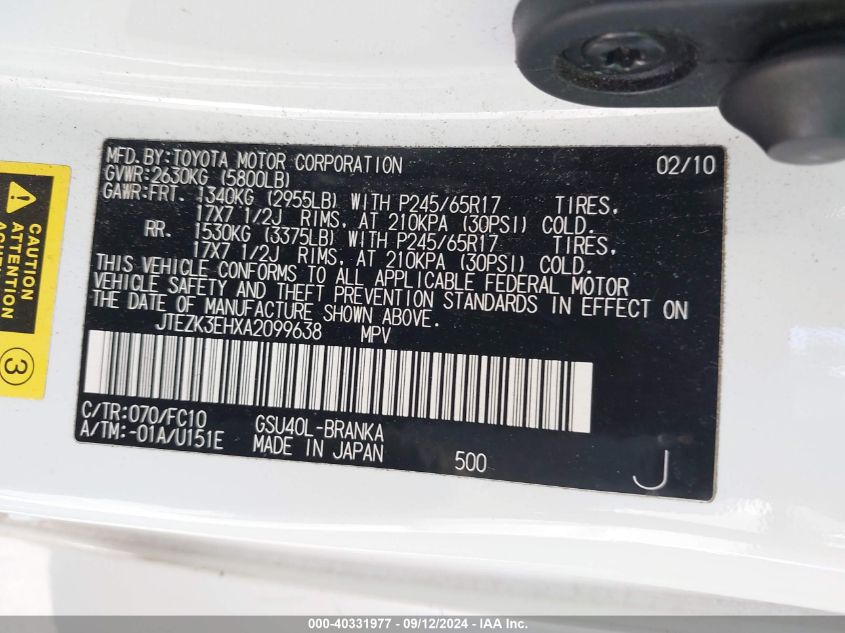 MFD. BY: TOYOTA MOTOR CORPORATION 02/10
GVWR: 2630KG (5800LB)
GAWR: FRT. 1340KG (2955LB) WITH P245/65R17 TIRES,
17X7 1/2J RIMS, AT 210KPA (30PSI) COLD.
RR. 1530KG (3375LB) WITH P245/65R17 TIRES,
17X7 1/2J RIMS, AT 210KPA (30PSI) COLD.
THIS VEHICLE CONFORMS TO ALL APPLICABLE FEDERAL MOTOR
VEHICLE SAFETY AND THEFT PREVENTION STANDARDS IN EFFECT ON
THE DATE OF MANUFACTURE SHOWN ABOVE.
JTEZK3EHXA2099638 MPV
C/TR: 070/FC10 GSU40L-BRANKA
A/TM: -01A/U151E MADE IN JAPAN 500 J
CAUTION
ATTENTION
3
000-40331977 - 09/12/2024 - IAA Inc.